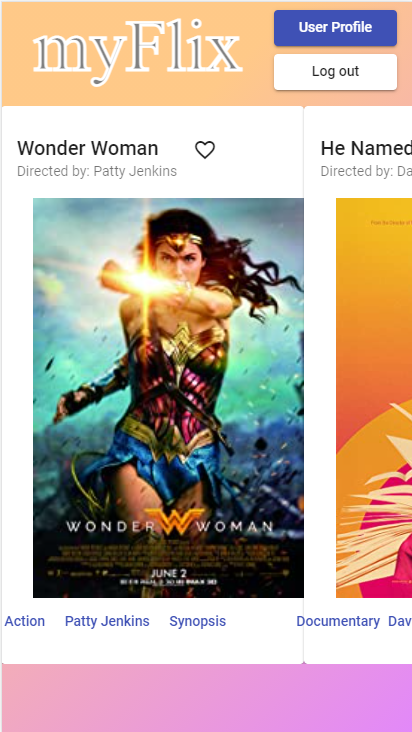 myFlix
User Profile
Log out
Wonder Woman
Directed by: Patty Jenkins
He Named
Directed by: Da
WONDER WOMAN
JUNE 2
Action Patty Jenkins Synopsis
Documentary Dav